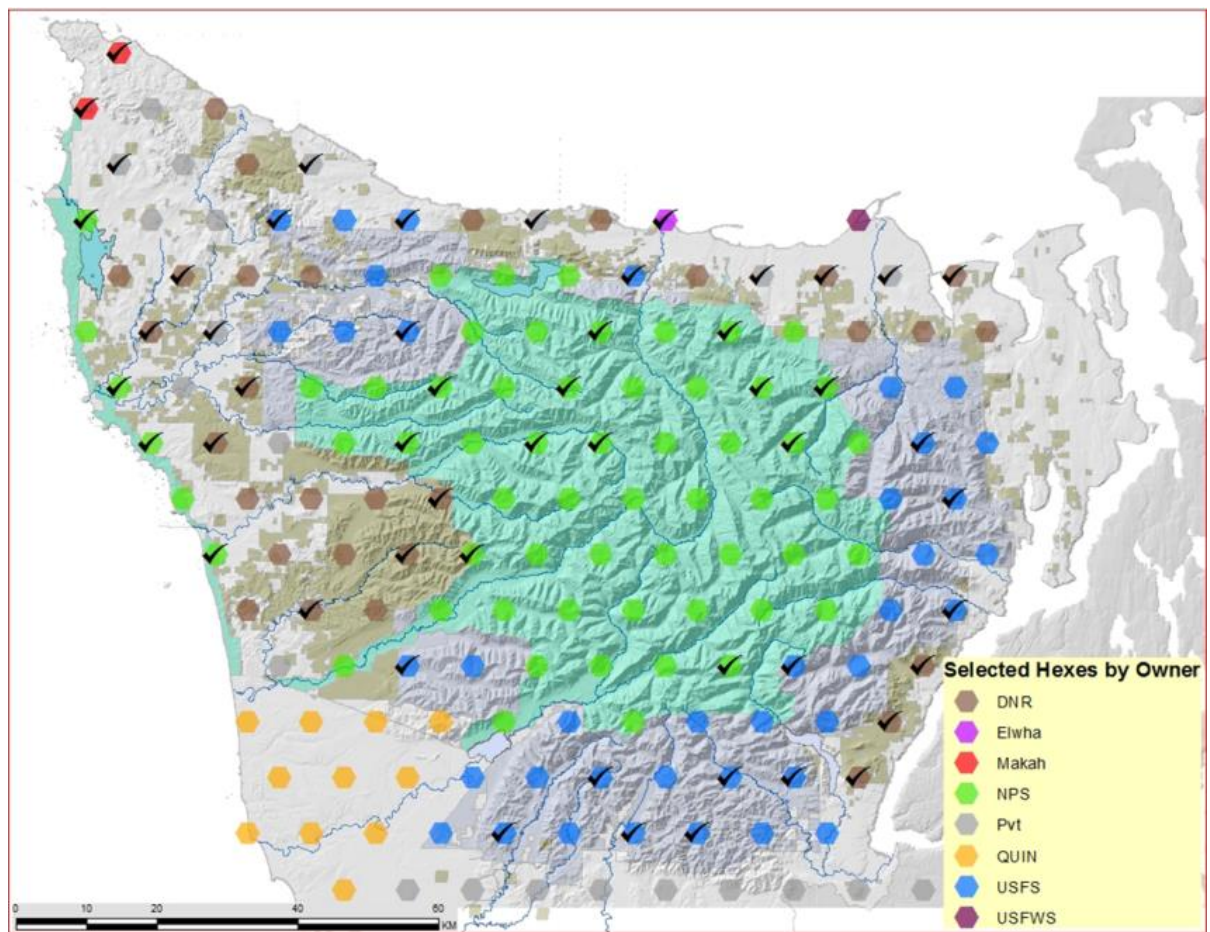 Selected Hexes by Owner
DNR
Elwha
Makah
NPS
Pvt
QUIN
USFS
USFWS
0 10 20 40 60
KM